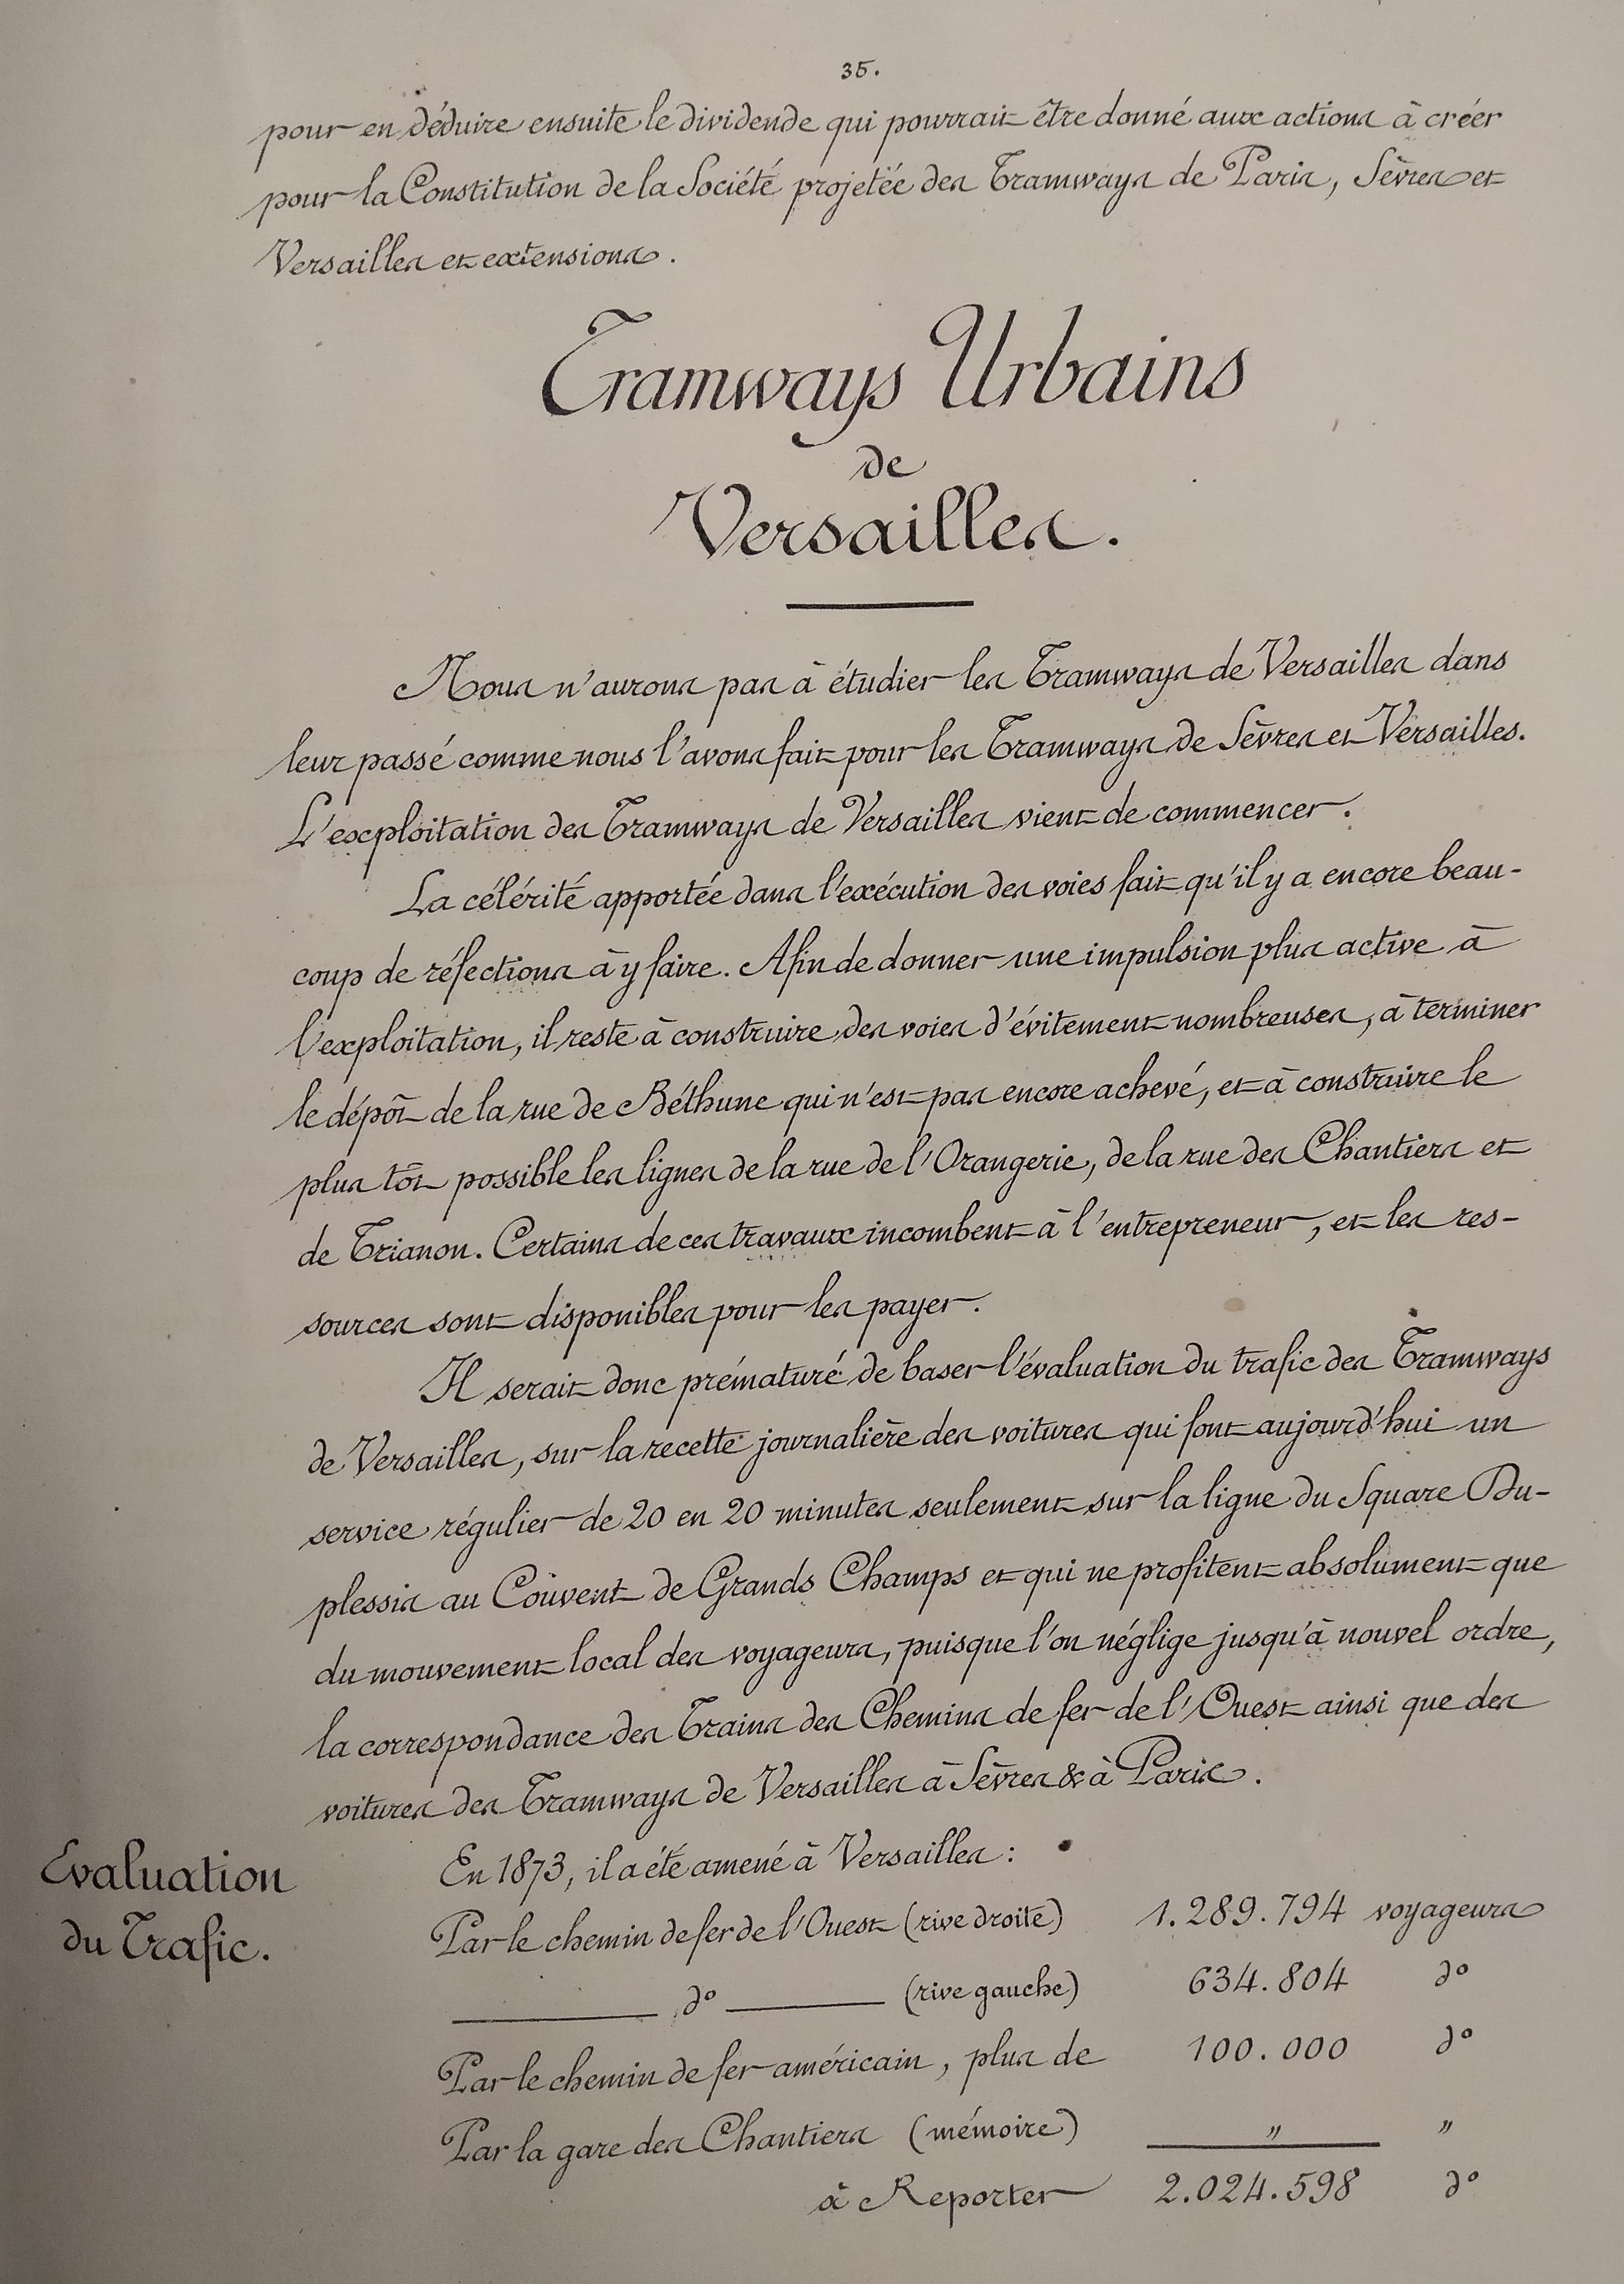 35.
pour en déduire ensuite le dividende qui pourrait être donné aux actions à créer
pour la Constitution de la Société projetée des Tramways de Paris, Sèvres et
Versailles et extensions.
Tramways Urbains
de
Versailles.
Nous n'aurons pas à étudier les Tramways de Versailles dans
leur passé comme nous l'avons fait pour les Tramways de Sèvres et Versailles.
L'exploitation des Tramways de Versailles vient de commencer.
La célérité apportée dans l'exécution des voies fait qu'il y a encore beau-
coup de réfections à y faire. Afin de donner une impulsion plus active à
l'exploitation, il reste à construire des voies d'évitement nombreuses, à terminer
le dépôt de la rue de Béthune qui n'est pas encore achevé, et à construire le
plus tôt possible les lignes de la rue de l'Orangerie, de la rue des Chantiers et
de Trianon. Certains de ces travaux incombent à l'entrepreneur, et les res-
sources sont disponibles pour les payer.
Il serait donc prématuré de baser l'évaluation du trafic des Tramways
de Versailles, sur la recette journalière des voitures qui font aujourd'hui un
service régulier de 20 en 20 minutes seulement sur la ligne du Square Du-
plessis au Couvent de Grands Champs et qui ne profitent absolument que
du mouvement local des voyageurs, puisque l'on néglige jusqu'à nouvel ordre,
la correspondance des Trains des Chemins de fer de l'Ouest ainsi que des
voitures des Tramways de Versailles à Sèvres & à Paris.
Evaluation
du Trafic.
En 1873, il a été amené à Versailles :
Par le chemin de fer de l'Ouest (rive droite) 1.289.794 voyageurs
d° (rive gauche) 634.804 d°
Par le chemin de fer américain, plus de 100.000 d°
Par la gare des Chantiers (mémoire) " "
à Reporter 2.024.598 d°